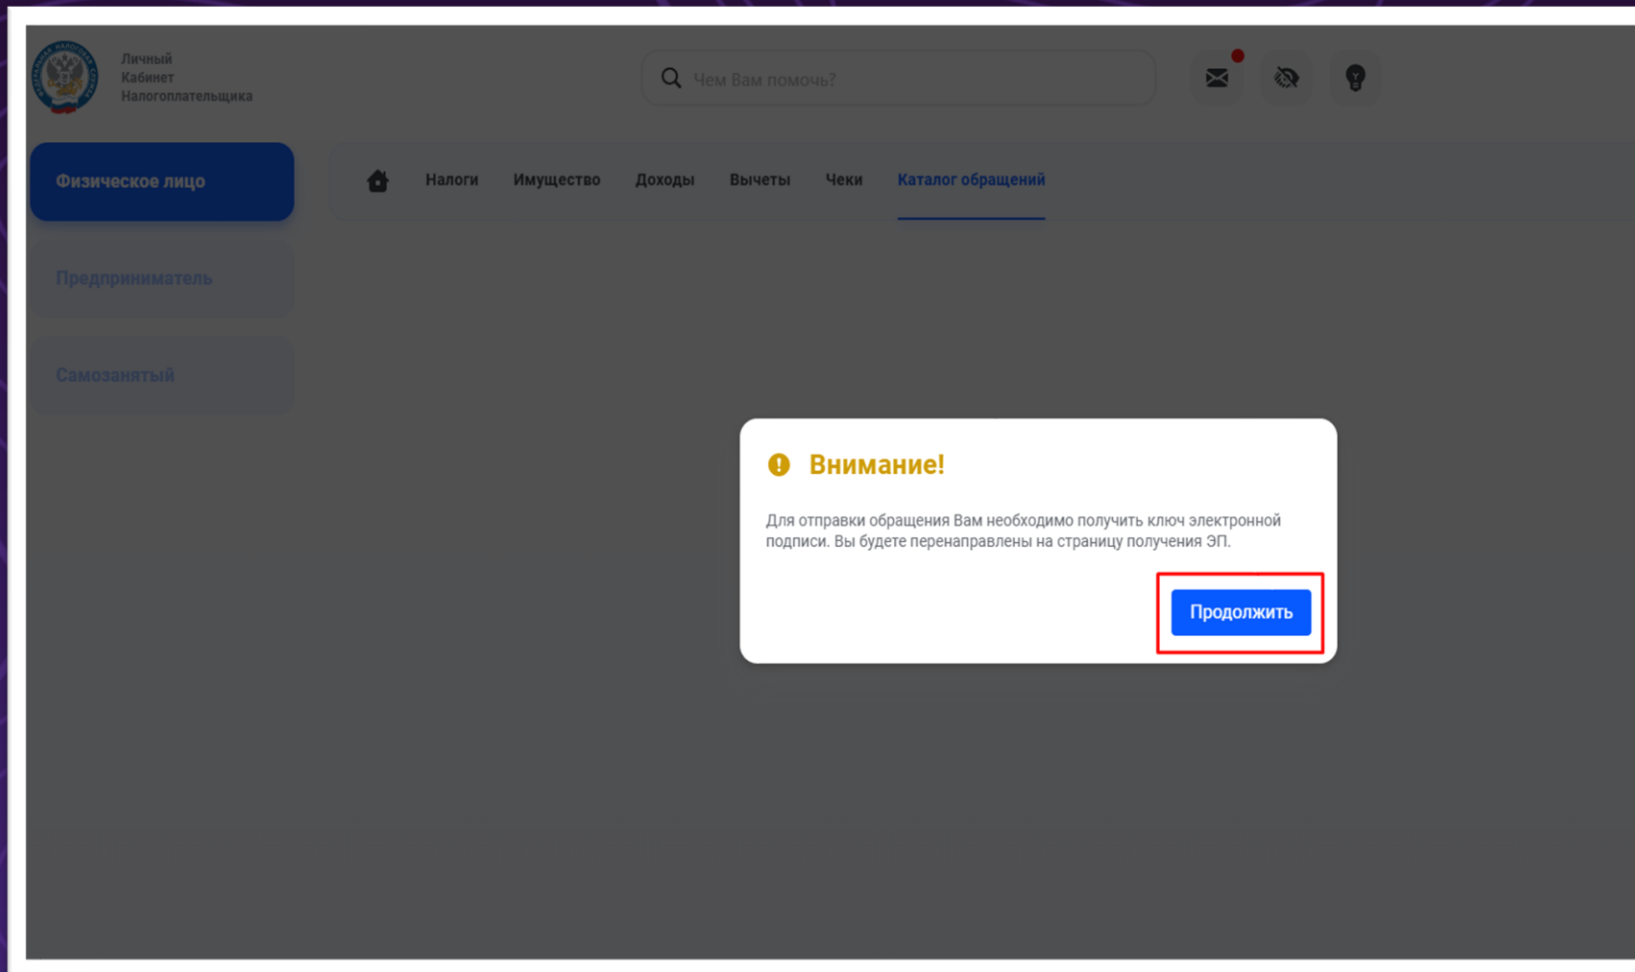 Личный
Кабинет
Налогоплательщика
Чем Вам помочь?
Физическое лицо
Налоги Имущество Доходы Вычеты Чеки Каталог обращений
Предприниматель
Самозанятый
Внимание!
Для отправки обращения Вам необходимо получить ключ электронной
подписи. Вы будете перенаправлены на страницу получения ЭП.
Продолжить